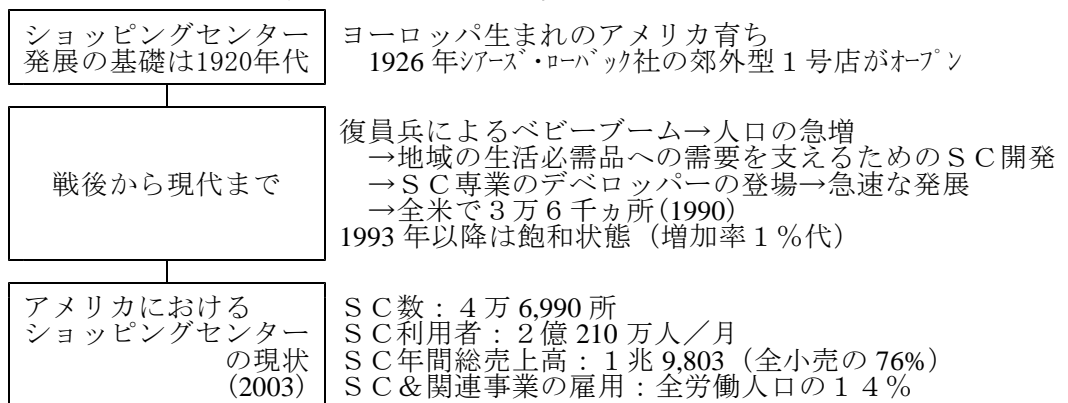 ショッピングセンター
発展の基礎は1920年代
ヨーロッパ生まれのアメリカ育ち
1926年ｼｱｰｽﾞ・ﾛｰﾊﾞｯｸ社の郊外型１号店がｵｰﾌﾟﾝ
戦後から現代まで
復員兵によるベビーブーム→人口の急増
→地域の生活必需品への需要を支えるためのＳＣ開発
→ＳＣ専業のデベロッパーの登場→急速な発展
→全米で３万６千ヵ所(1990)
1993年以降は飽和状態（増加率１％代）
アメリカにおける
ショッピングセンター
の現状
(2003)
ＳＣ数：４万6,990所
ＳＣ利用者：２億210万人／月
ＳＣ年間総売上高：１兆9,803（全小売の76%）
ＳＣ＆関連事業の雇用：全労働人口の１４％